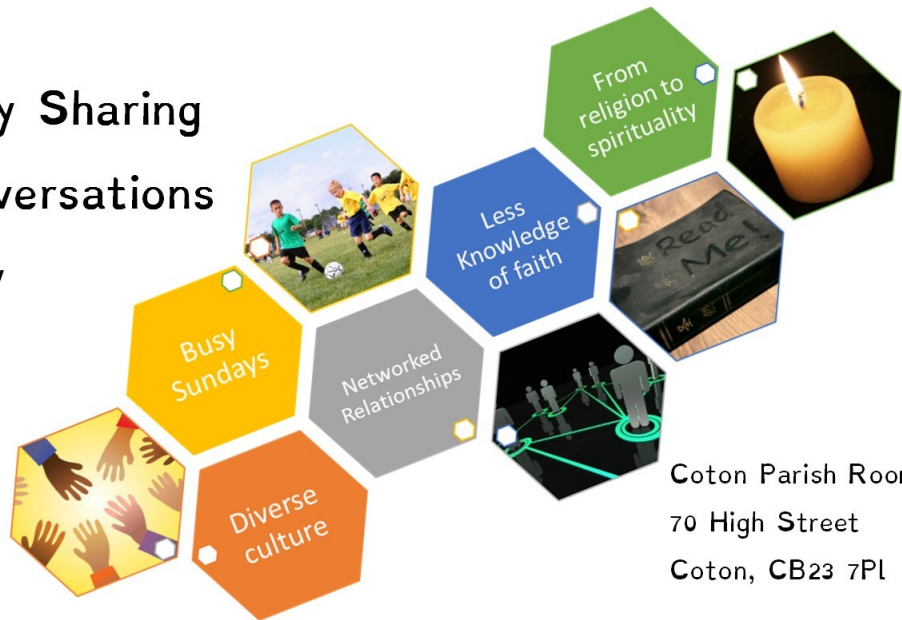 y Sharing
versations
y
From
religion to
spirituality
Less
Knowledge
of faith
Read
Me!
Busy
Sundays
Networked
Relationships
Diverse
culture
Coton Parish Roo
70 High Street
Coton, CB23 7Pl